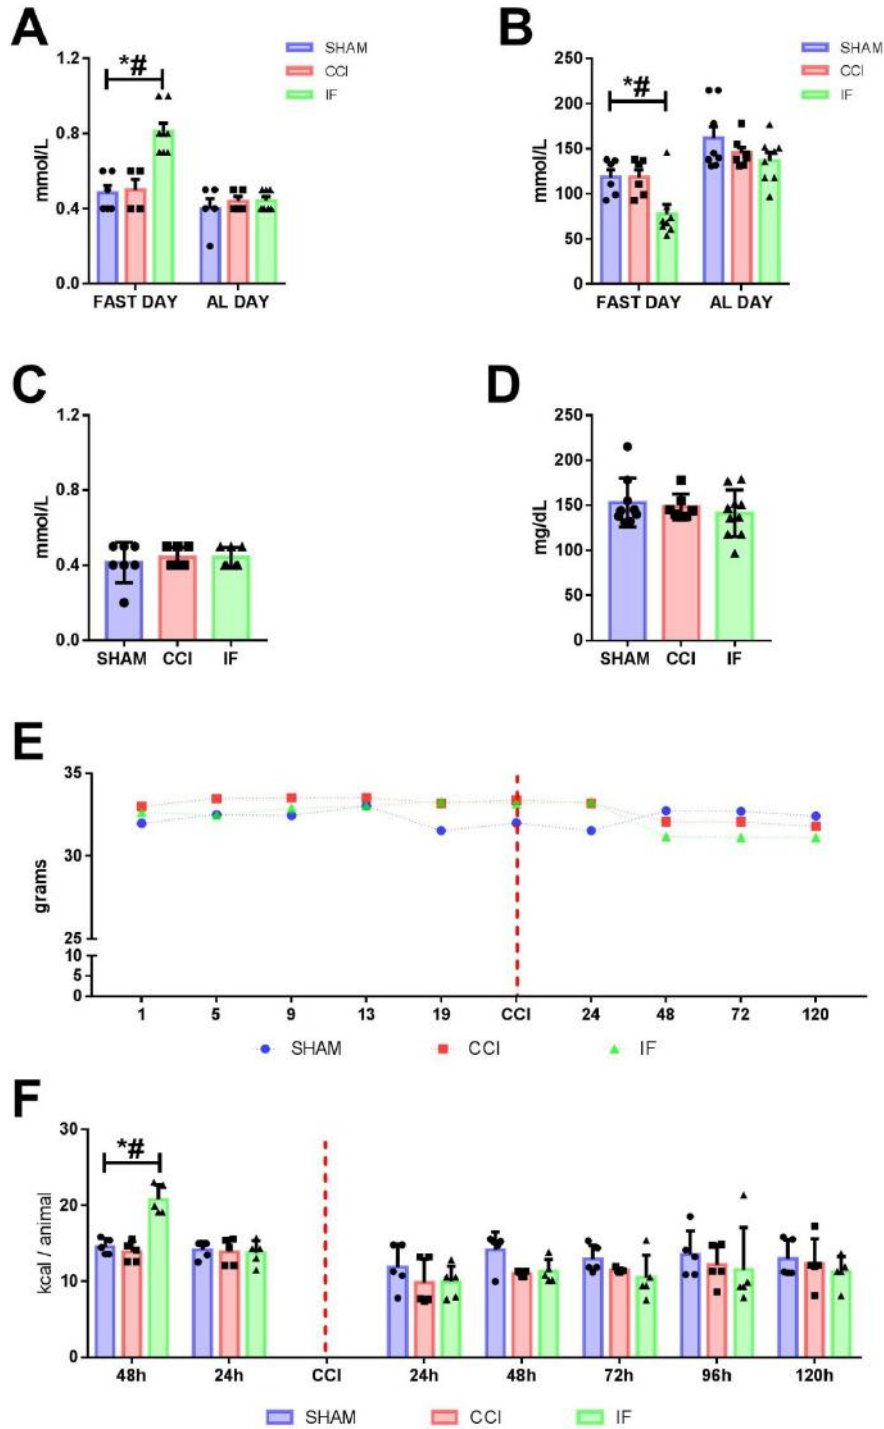 A
B
1.2
0.8
0.4
0.0
mmol/L
*#
FAST DAY
AL DAY
SHAM
CCI
IF
250
200
150
100
50
0
mmol/L
*#
FAST DAY
AL DAY
SHAM
CCI
IF
C
D
1.2
0.8
0.4
0.0
mmol/L
SHAM CCI IF
250
200
150
100
50
0
mg/dL
SHAM CCI IF
E
35
30
25
10
5
0
grams
1 5 9 13 19 CCI 24 48 72 120
SHAM CCI IF
F
30
20
10
0
kcal / animal
*#
48h 24h CCI 24h 48h 72h 96h 120h
SHAM CCI IF